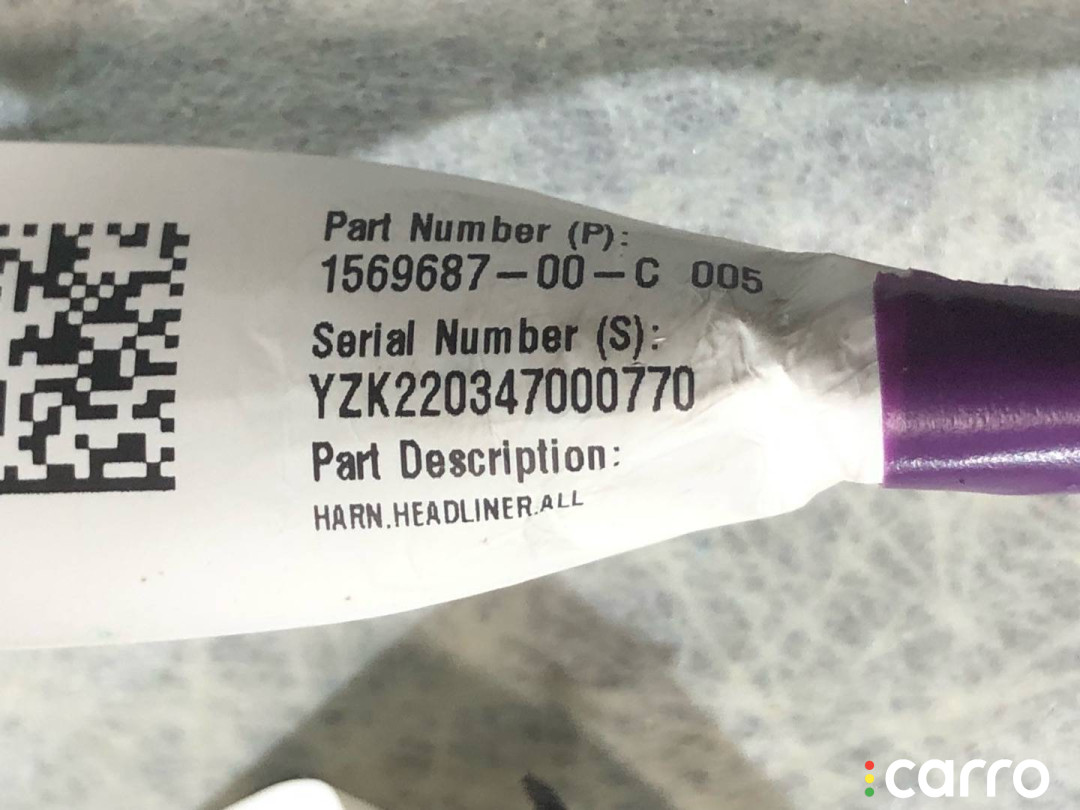 Part Number (P):
1569687-00-C 005
Serial Number (S):
YZK220347000770
Part Description:
HARN.HEADLINER.ALL
carro